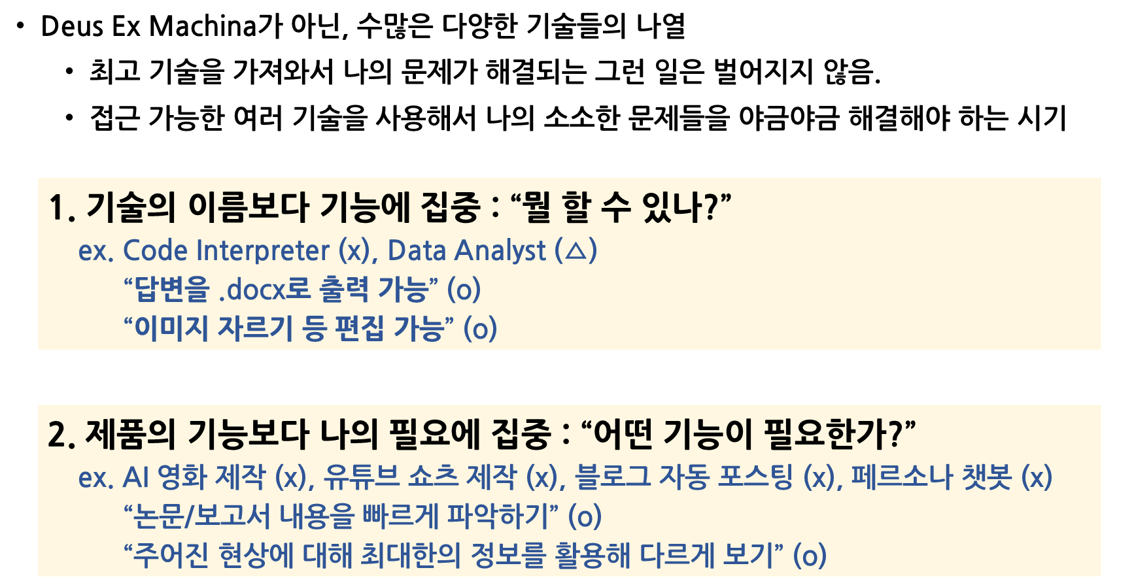 • Deus Ex Machina가 아닌, 수많은 다양한 기술들의 나열
• 최고 기술을 가져와서 나의 문제가 해결되는 그런 일은 벌어지지 않음.
• 접근 가능한 여러 기술을 사용해서 나의 소소한 문제들을 야금야금 해결해야 하는 시기
1. 기술의 이름보다 기능에 집중 : “뭘 할 수 있나?”
ex. Code Interpreter (x), Data Analyst (△)
“답변을 .docx로 출력 가능” (o)
“이미지 자르기 등 편집 가능” (o)
2. 제품의 기능보다 나의 필요에 집중 : “어떤 기능이 필요한가?”
ex. AI 영화 제작 (x), 유튜브 쇼츠 제작 (x), 블로그 자동 포스팅 (x), 페르소나 챗봇 (x)
“논문/보고서 내용을 빠르게 파악하기” (o)
“주어진 현상에 대해 최대한의 정보를 활용해 다르게 보기” (o)